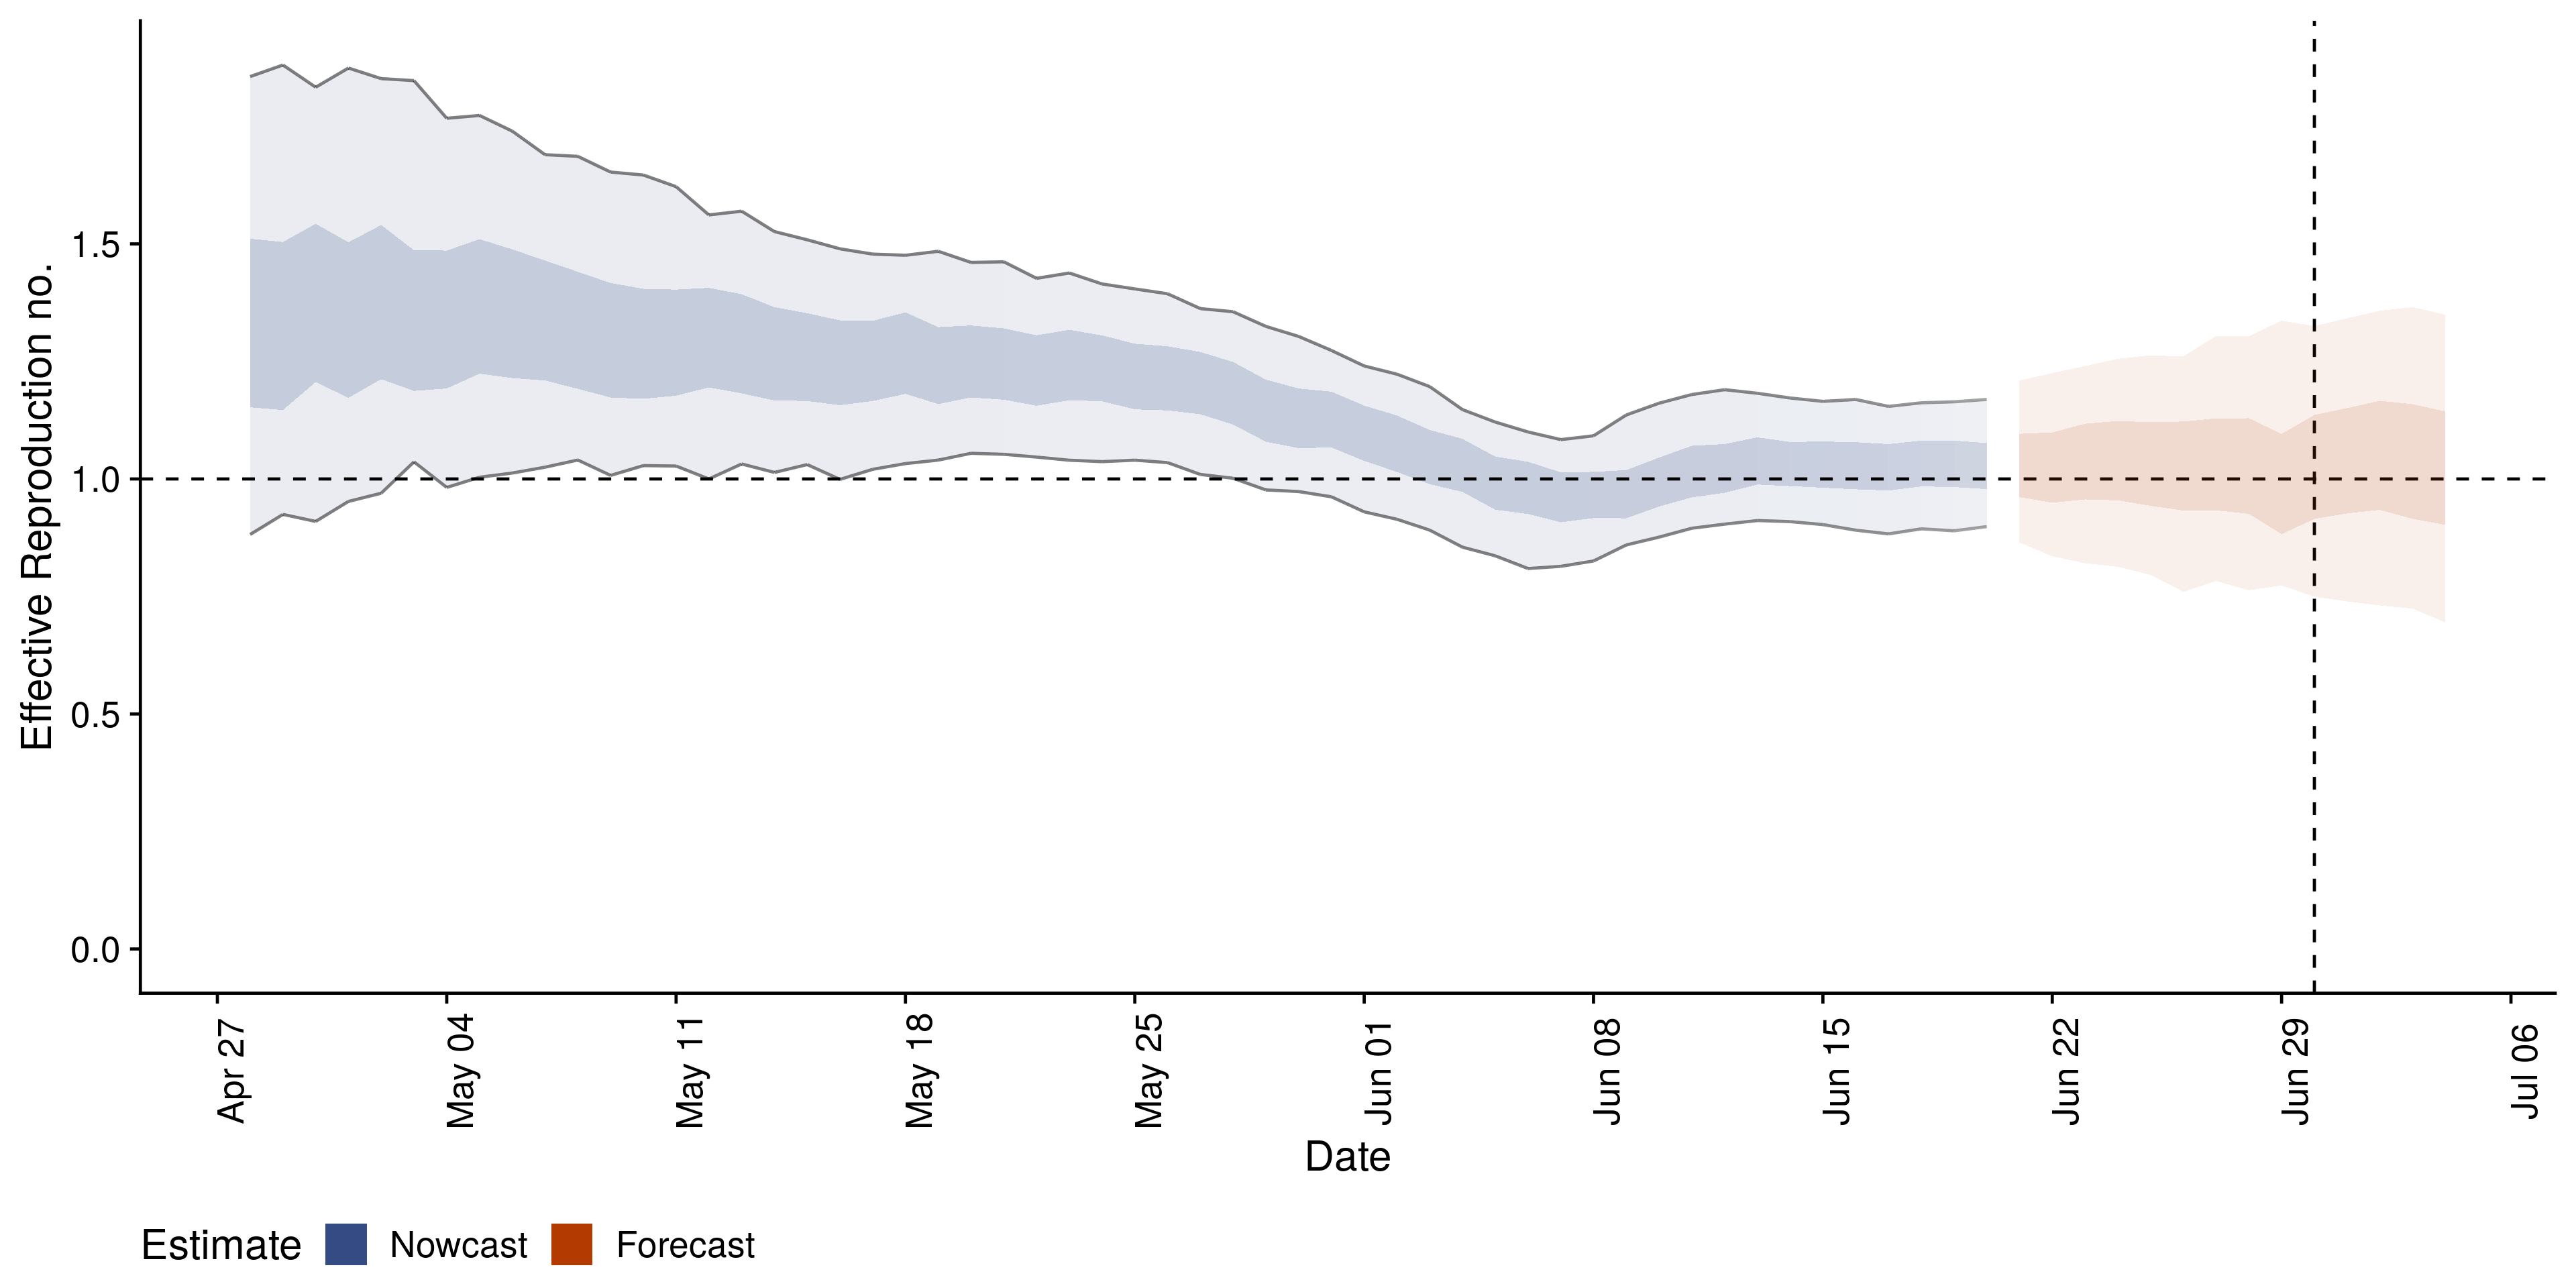 Effective Reproduction no.
1.5
1.0
0.5
0.0
Apr 27
May 04
May 11
May 18
May 25
Jun 01
Jun 08
Jun 15
Jun 22
Jun 29
Jul 06
Date
Estimate Nowcast Forecast